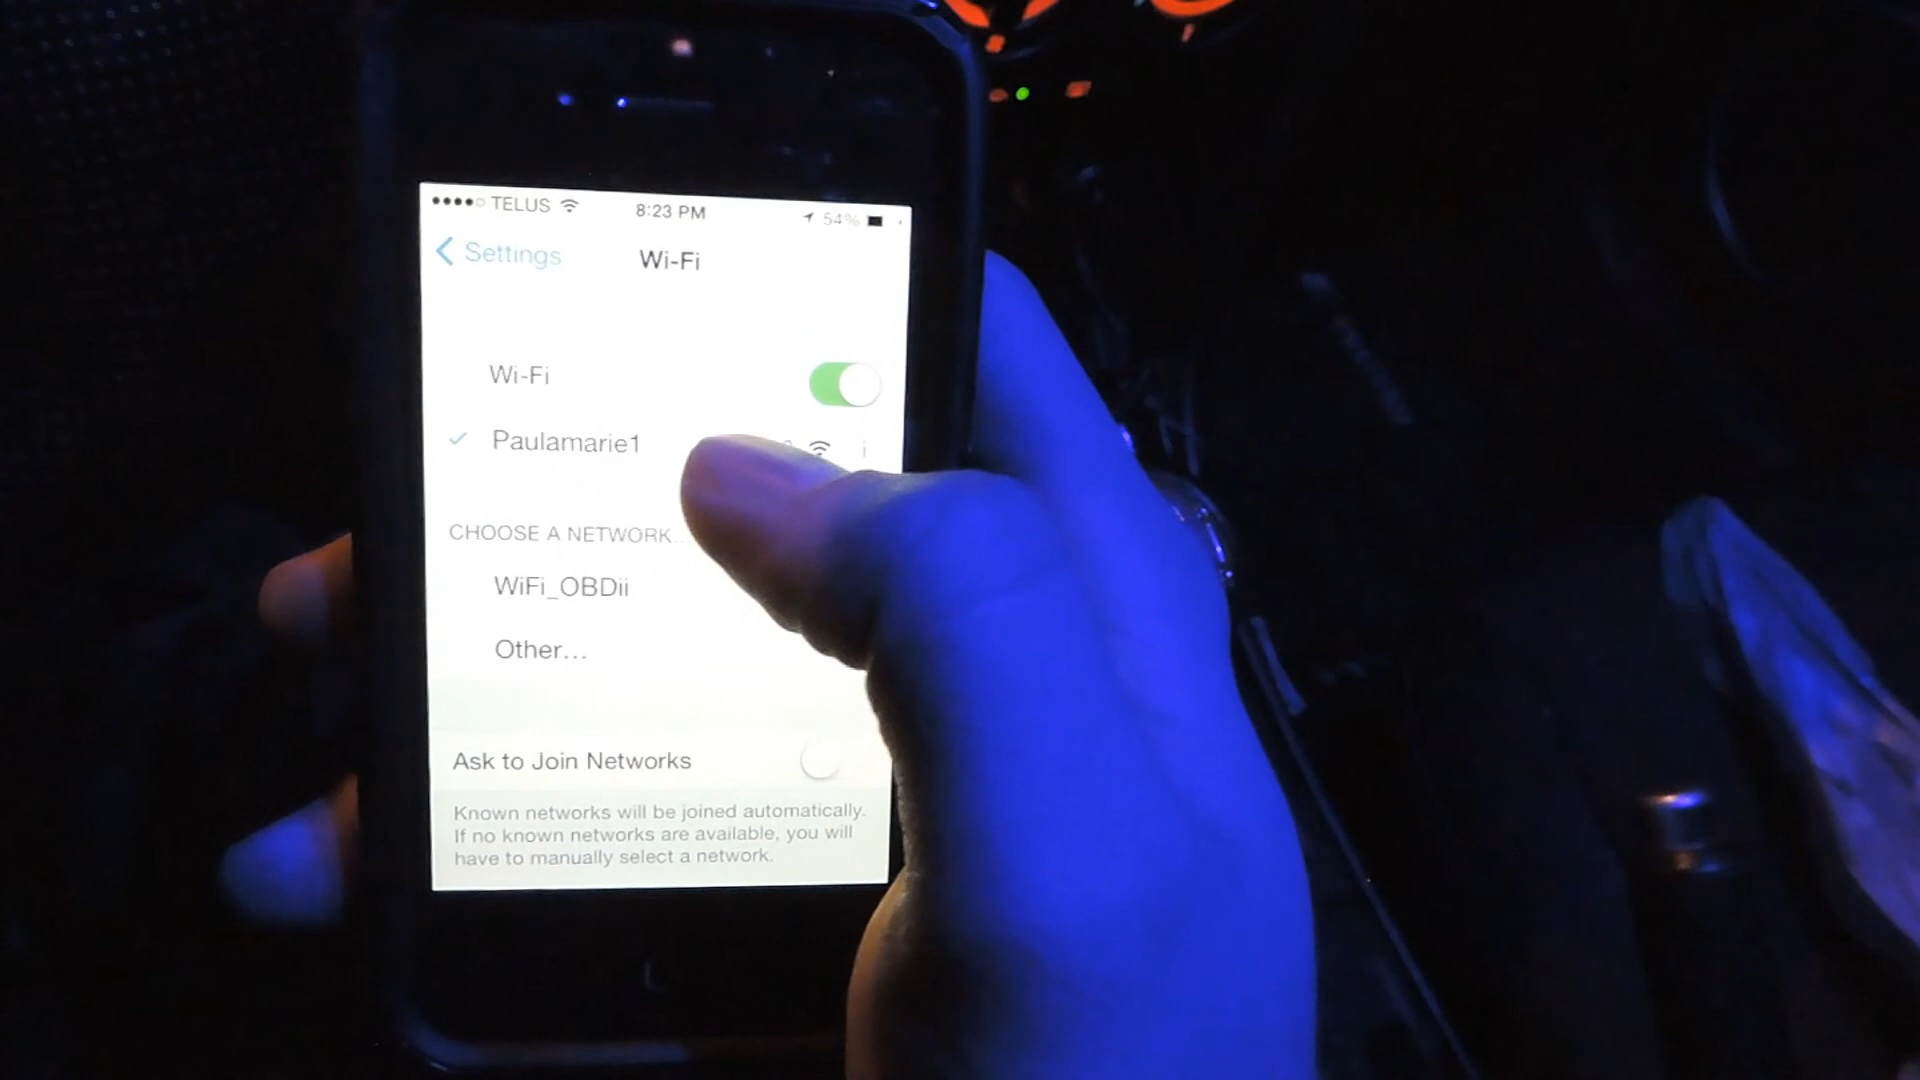 TELUS 8:23 PM 54%
Settings Wi-Fi
Wi-Fi
Paulamarie1 i
CHOOSE A NETWORK...
WiFi_OBDii
Other...
Ask to Join Networks
Known networks will be joined automatically.
If no known networks are available, you will
have to manually select a network.